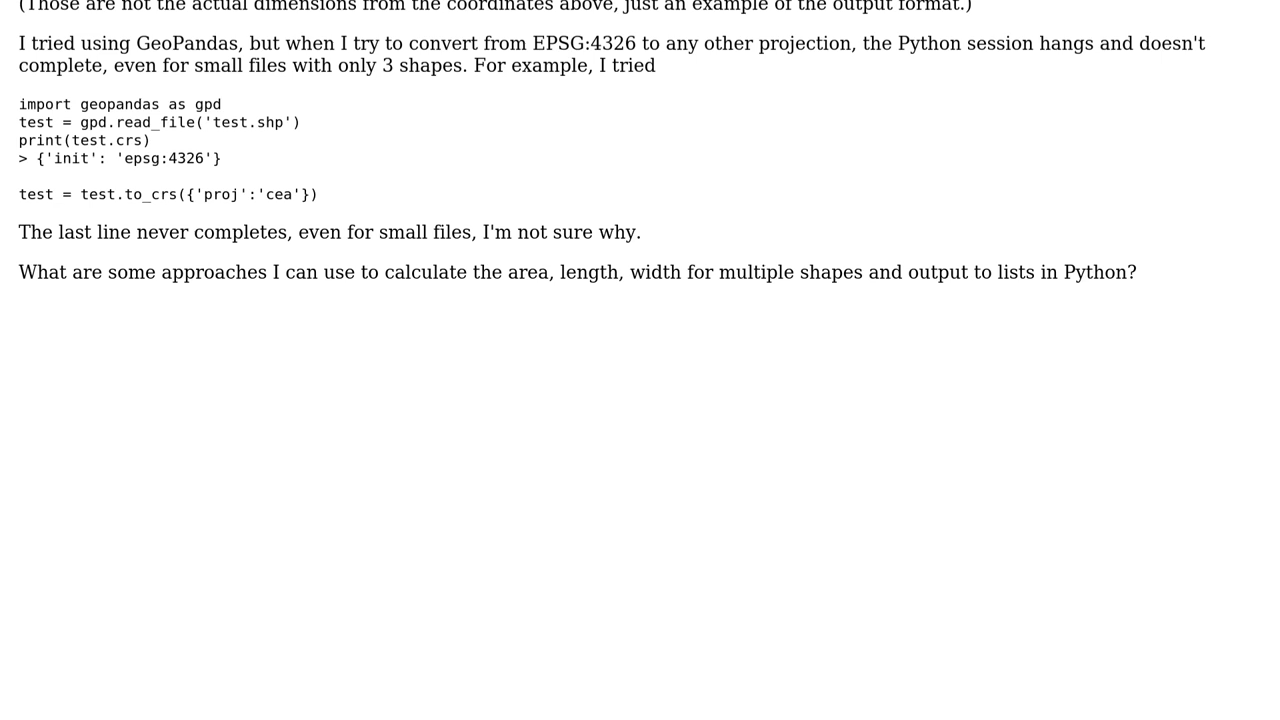 (Those are not the actual dimensions from the coordinates above, just an example of the output format.)
I tried using GeoPandas, but when I try to convert from EPSG:4326 to any other projection, the Python session hangs and doesn't
complete, even for small files with only 3 shapes. For example, I tried
import geopandas as gpd
test = gpd.read_file('test.shp')
print(test.crs)
> {'init': 'epsg:4326'}
test = test.to_crs({'proj':'cea'})
The last line never completes, even for small files, I'm not sure why.
What are some approaches I can use to calculate the area, length, width for multiple shapes and output to lists in Python?